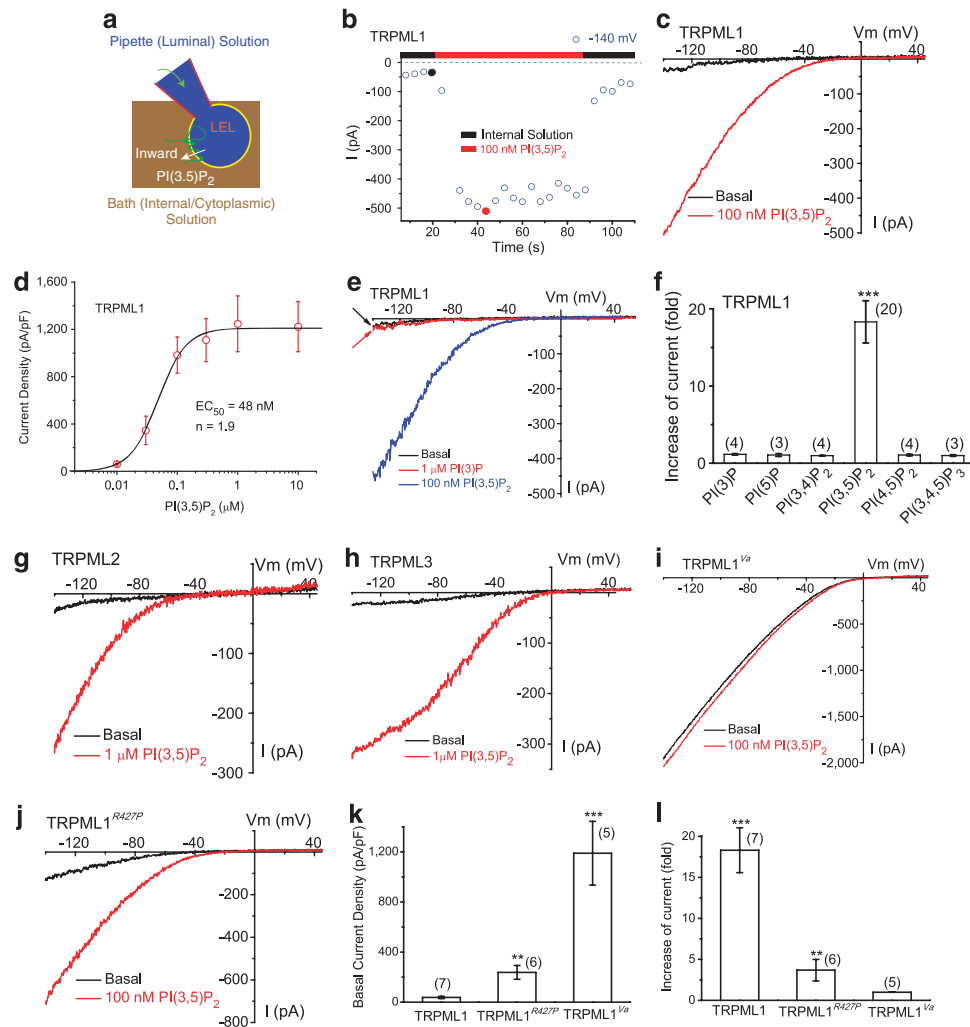 a
Pipette (Luminal) Solution
LEL
Inward
PI(3.5)P2
Bath (Internal/Cytoplasmic)
Solution
b
TRPML1
-140 mV
0
-100
-200
-300
-400
-500
I (pA)
Internal Solution
100 nM PI(3,5)P2
20 40 60 80 100
Time (s)
c
TRPML1
Vm (mV)
-120 -80 -40 0 40
-100
-200
-300
-400
-500
I (pA)
Basal
100 nM PI(3,5)P2
d
TRPML1
1,600
1,200
800
400
0
Current Density (pA/pF)
EC50 = 48 nM
n = 1.9
0.01 0.1 1 10
PI(3,5)P2 (μM)
e
TRPML1
Vm (mV)
-120 -80 -40 0 40
-100
-200
-300
-400
-500
I (pA)
Basal
1 μM PI(3)P
100 nM PI(3,5)P2
f
TRPML1
Increase of current (fold)
20
10
0
(4) (3) (4) *** (20) (4) (3)
PI(3)P
PI(5)P
PI(3,4)P2
PI(3,5)P2
PI(4,5)P2
PI(3,4,5)P3
g
TRPML2
Vm (mV)
-120 -80 -40 0 40
-100
-200
-300
I (pA)
Basal
1 μM PI(3,5)P2
h
TRPML3
Vm (mV)
-120 -80 -40 0 40
-100
-200
-300
I (pA)
Basal
1μM PI(3,5)P2
i
TRPML1Va
Vm (mV)
-120 -80 -40 0 40
-500
-1,000
-1,500
-2,000
I (pA)
Basal
100 nM PI(3,5)P2
j
TRPML1R427P
Vm (mV)
-120 -80 -40 0 40
-200
-400
-600
-800
I (pA)
Basal
100 nM PI(3,5)P2
k
Basal Current Density (pA/pF)
1,200
800
400
0
(7)
** (6)
*** (5)
TRPML1 TRPML1R427P TRPML1Va
l
Increase of current (fold)
20
15
10
5
0
*** (7)
** (6)
(5)
TRPML1 TRPML1R427P TRPML1Va